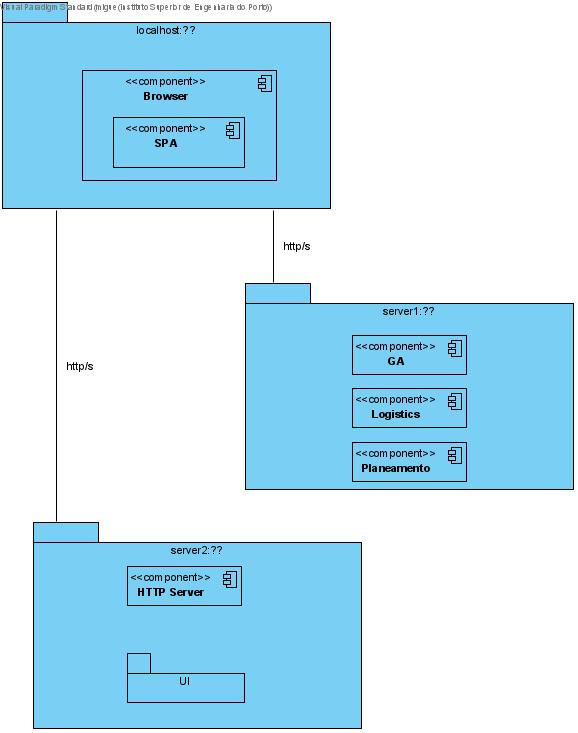 Visual Paradigm Standard(migue(Instituto Superior de Engenharia do Porto))
localhost:??
<<component>>
Browser
<<component>>
SPA
http/s
server1:??
<<component>>
GA
<<component>>
Logistics
<<component>>
Planeamento
http/s
server2:??
<<component>>
HTTP Server
UI